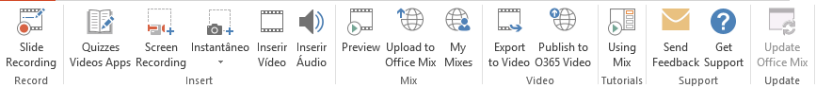 Slide Recording
Quizzes Videos Apps
Screen Recording
Instantáneo
Inserir Vídeo
Inserir Áudio
Preview
Upload to Office Mix
My Mixes
Export to Video
Publish to O365 Video
Using Mix
Send Feedback
Get Support
Update Office Mix
Record
Insert
Mix
Video
Tutorials
Support
Update